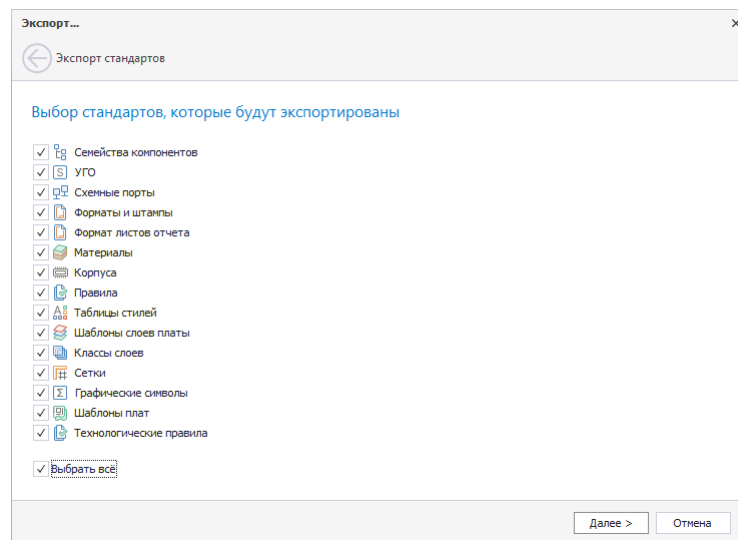 Экспорт...
Экспорт стандартов
Выбор стандартов, которые будут экспортированы
Семейства компонентов
S УГО
Схемные порты
Форматы и штампы
Формат листов отчета
Материалы
Корпуса
Правила
Таблицы стилей
Шаблоны слоев платы
Классы слоев
Сетки
Σ Графические символы
Шаблоны плат
Технологические правила
Выбрать всё
Далее > Отмена